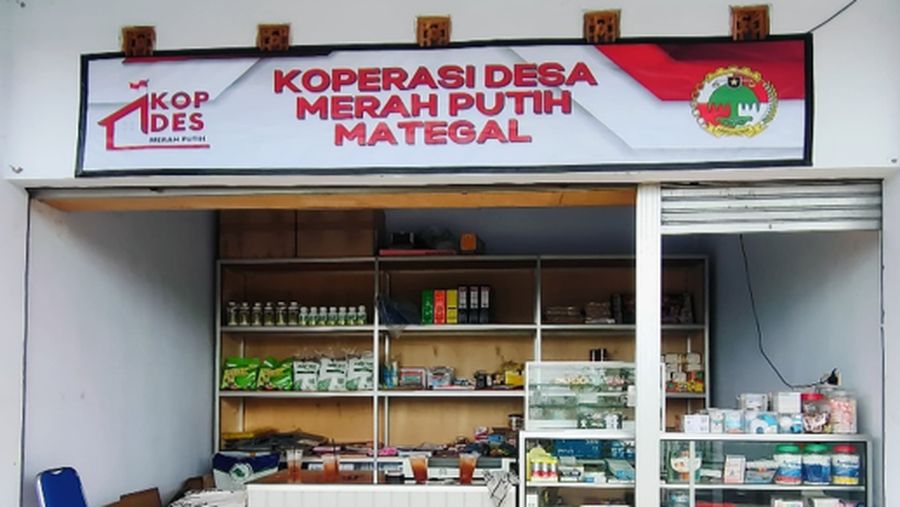 KOP
DES
MERAH PUTIH
KOPERASI DESA
MERAH PUTIH
MATEGAL